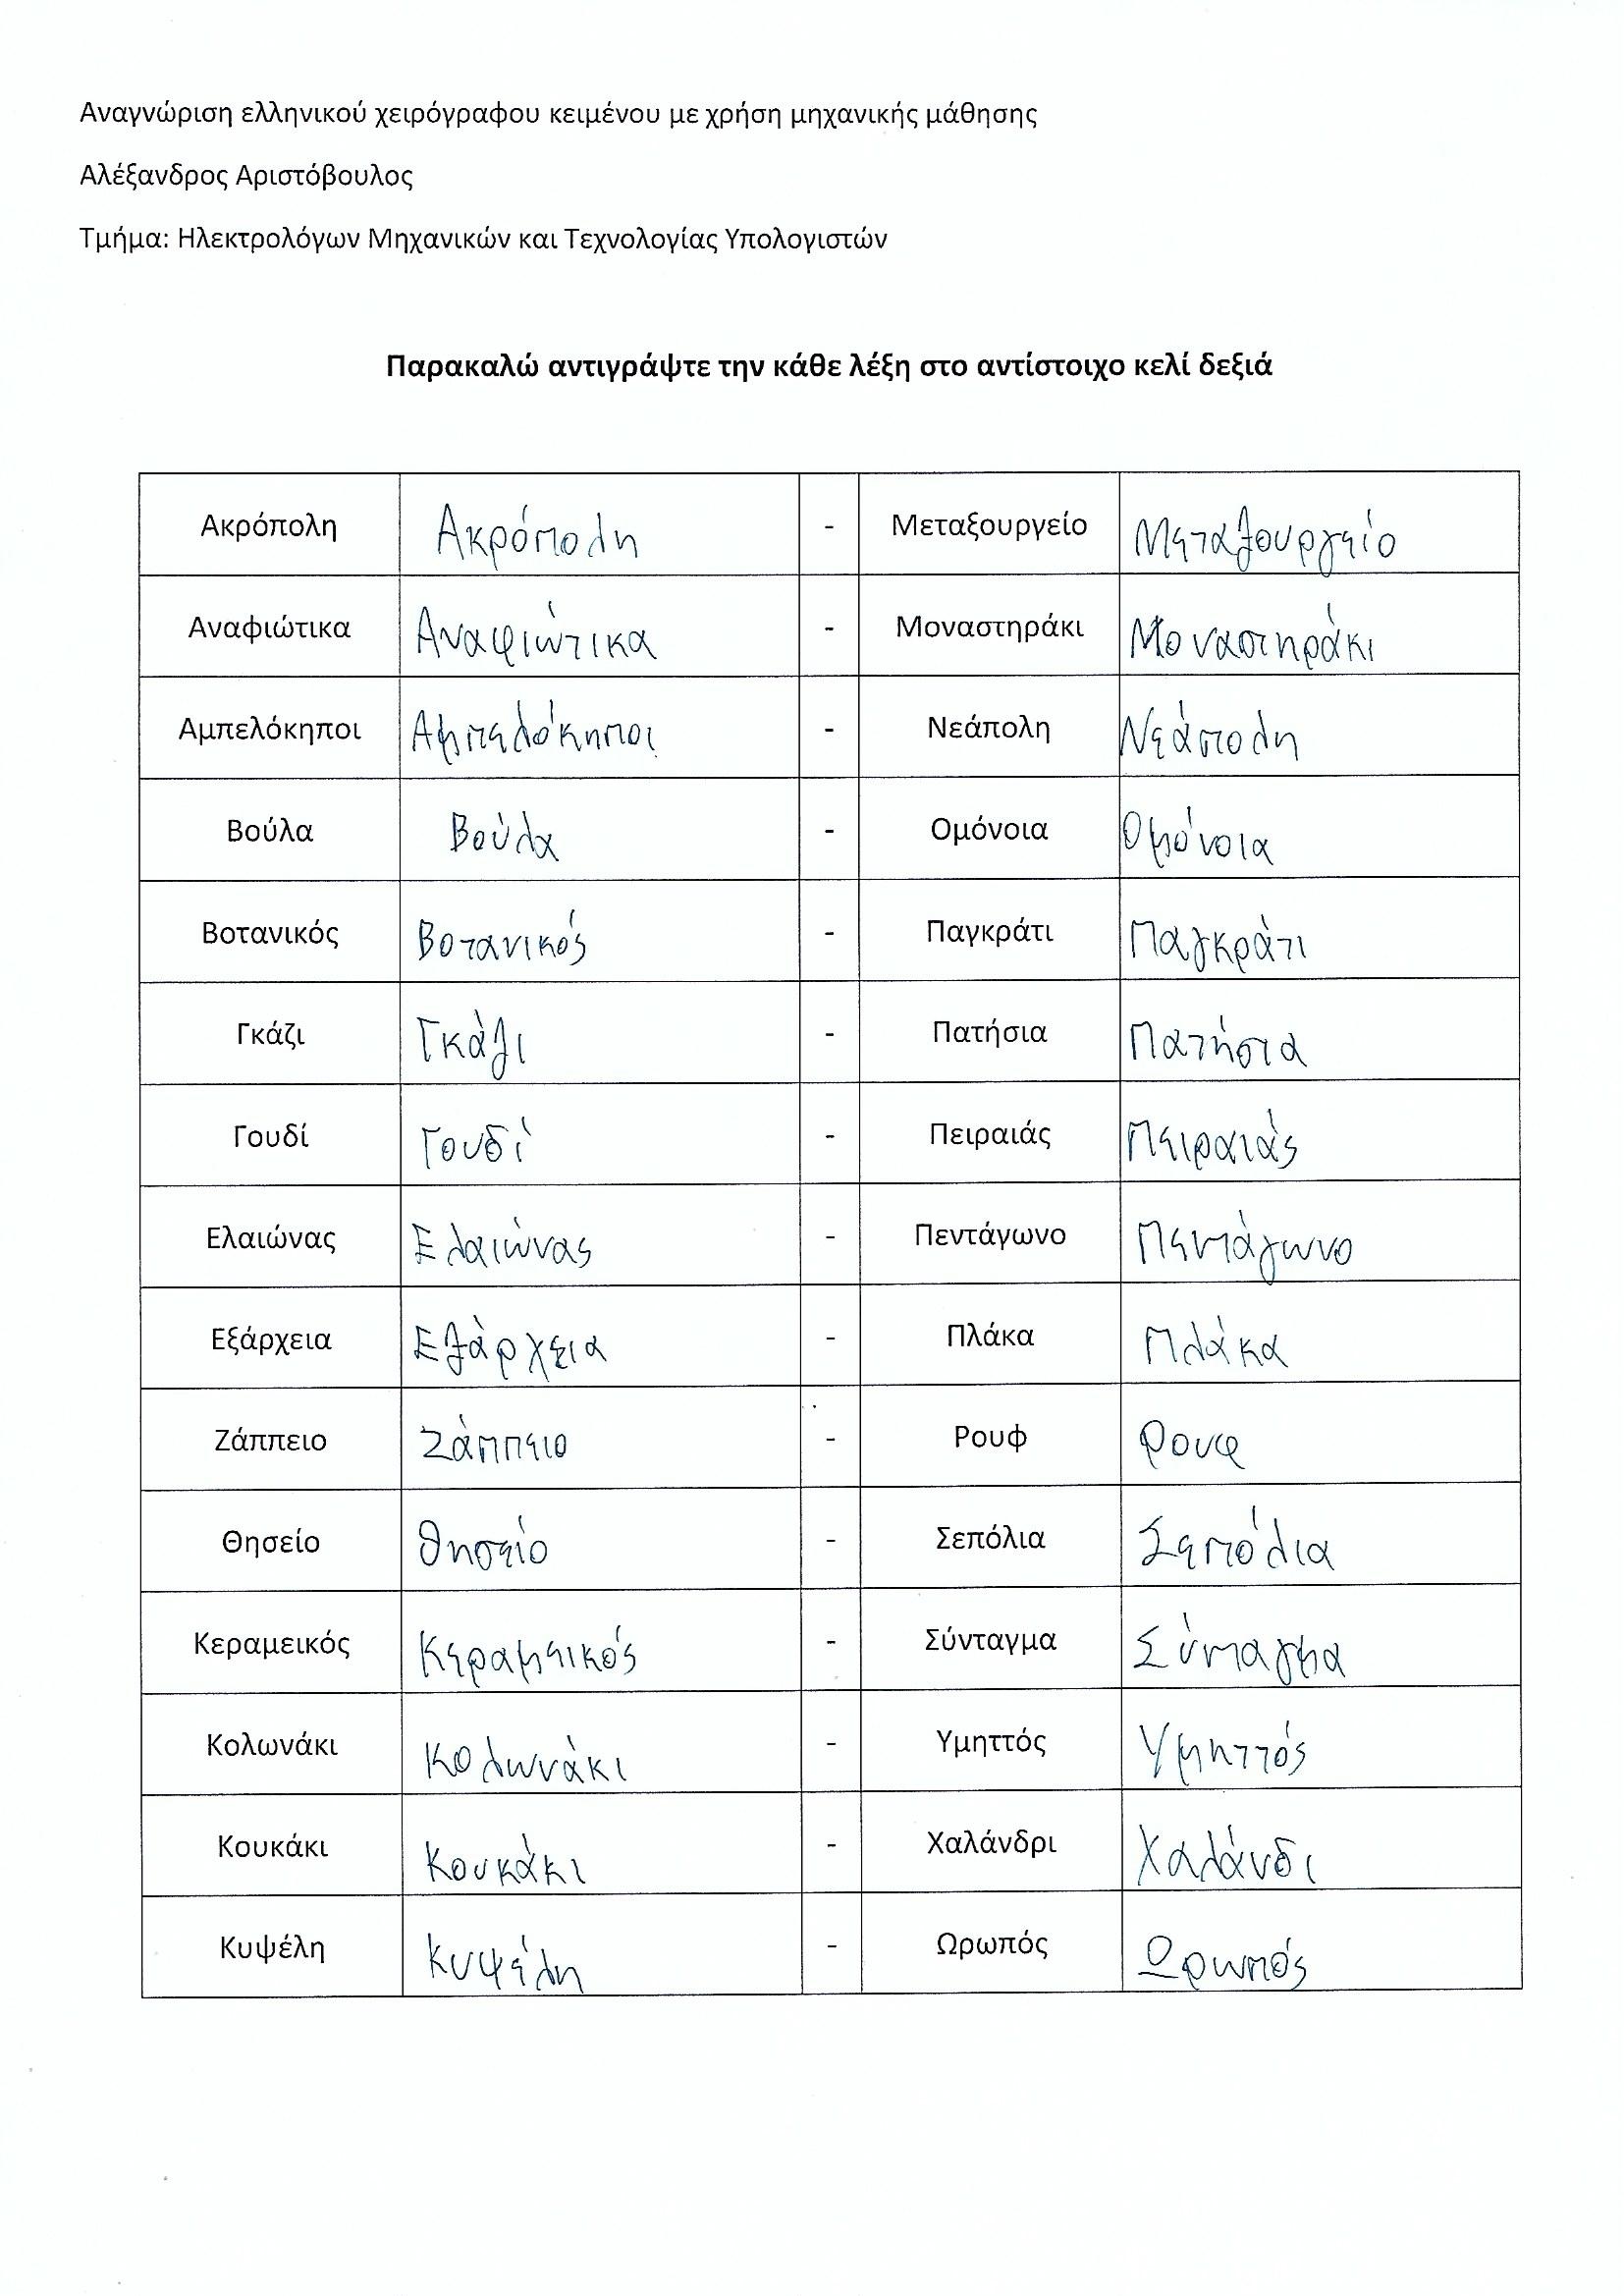 Αναγνώριση ελληνικού χειρόγραφου κειμένου με χρήση μηχανικής μάθησης
Αλέξανδρος Αριστόβουλος
Τμήμα: Ηλεκτρολόγων Μηχανικών και Τεχνολογίας Υπολογιστών
Παρακαλώ αντιγράψτε την κάθε λέξη στο αντίστοιχο κελί δεξιά
Ακρόπολη Ακρόπολη - Μεταξουργείο Μεταξουργείο
Αναφιώτικα Αναφιώτικα - Μοναστηράκι Μοναστηράκι
Αμπελόκηποι Αμπελόκηποι - Νεάπολη Νεάπολη
Βούλα Βούλα - Ομόνοια Ομόνοια
Βοτανικός Βοτανικός - Παγκράτι Παγκράτι
Γκάζι Γκάζι - Πατήσια Πατήσια
Γουδί Γουδί - Πειραιάς Πειραιάς
Ελαιώνας Ελαιώνας - Πεντάγωνο Πεντάγωνο
Εξάρχεια Εξάρχεια - Πλάκα Πλάκα
Ζάππειο Ζάππειο - Ρουφ Ρουφ
Θησείο Θησείο - Σεπόλια Σεπόλια
Κεραμεικός Κεραμεικός - Σύνταγμα Σύνταγμα
Κολωνάκι Κολωνάκι - Υμηττός Υμηττός
Κουκάκι Κουκάκι - Χαλάνδρι Χαλάνδι
Κυψέλη Κυψέλη - Ωρωπός Ωρωπός